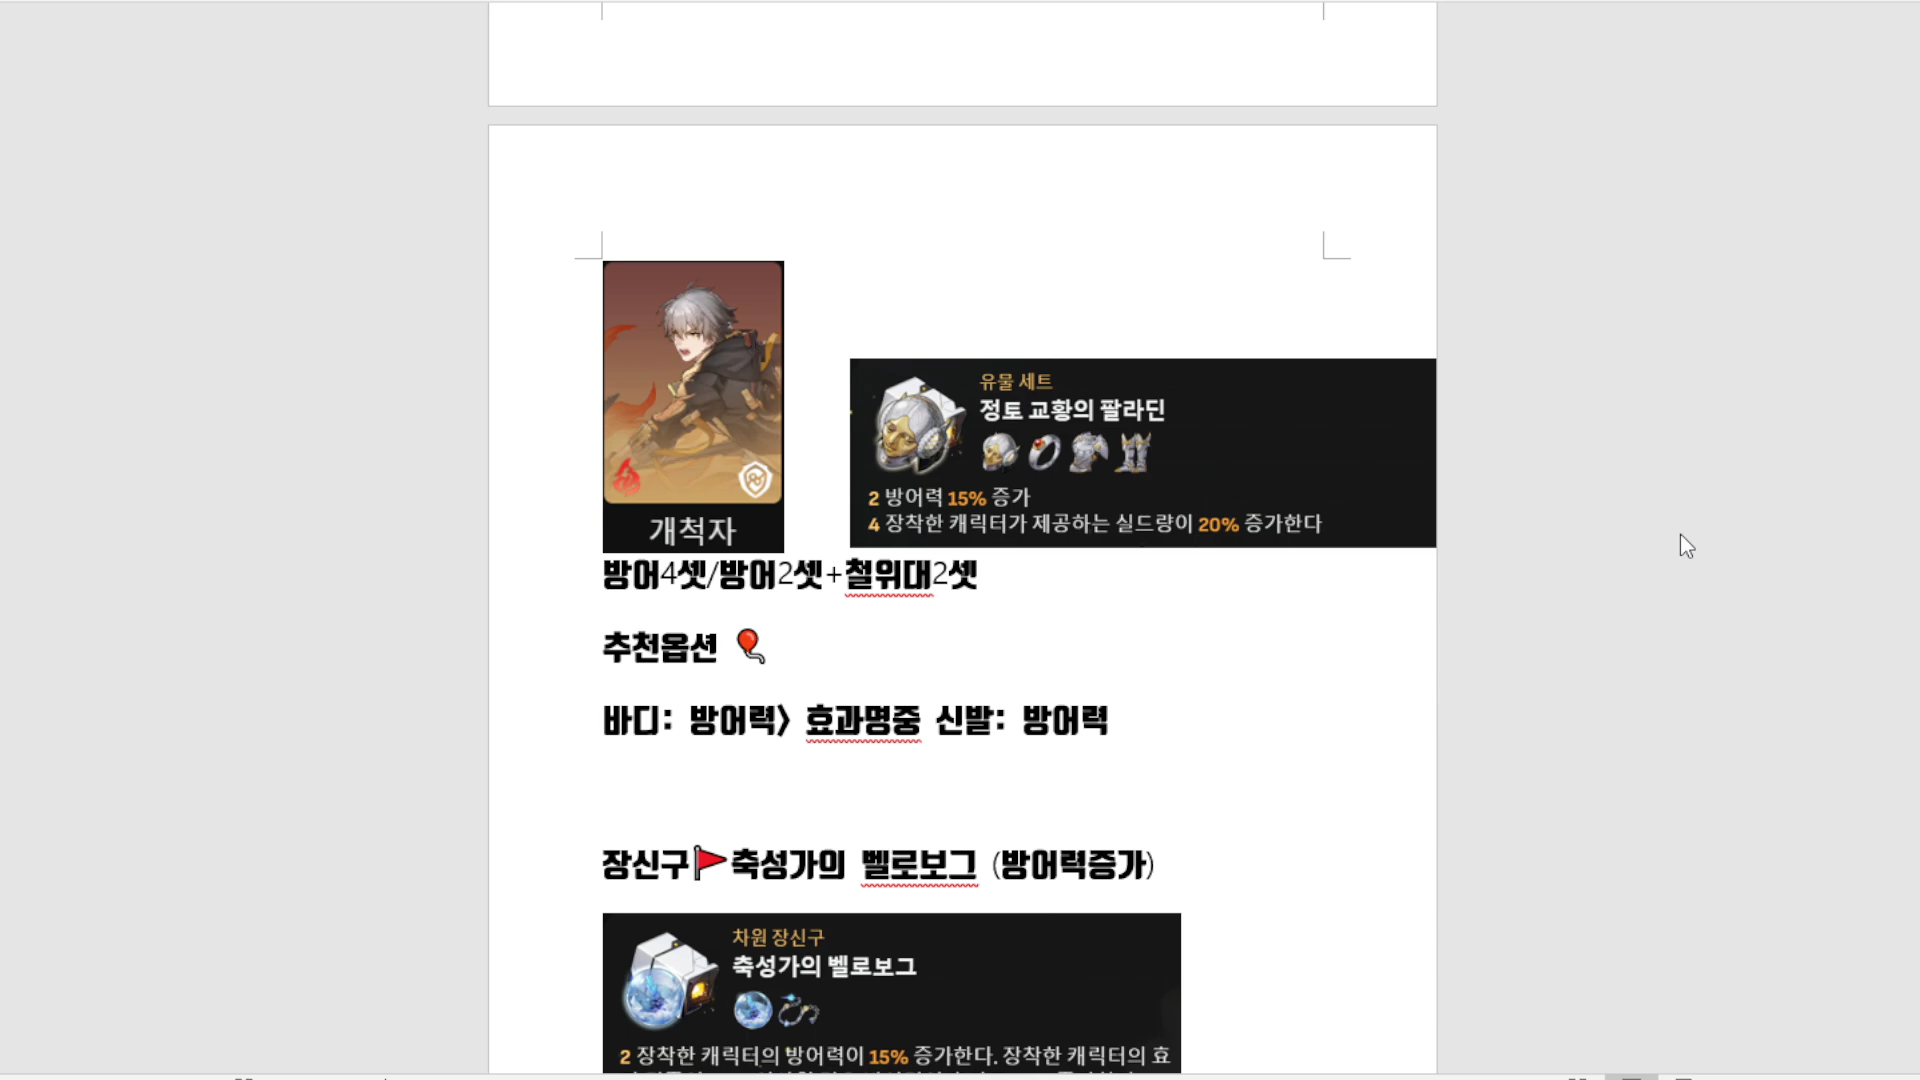 유물 세트
정토 교황의 팔라딘
2 방어력 15% 증가
4 장착한 캐릭터가 제공하는 실드량이 20% 증가한다
개척자
방어4셋/방어2셋+철위대2셋
추천옵션 🎈
바디: 방어력> 효과명중 신발: 방어력
장신구🚩축성가의 벨로보그 (방어력증가)
차원 장신구
축성가의 벨로보그
2 장착한 캐릭터의 방어력이 15% 증가한다. 장착한 캐릭터의 효